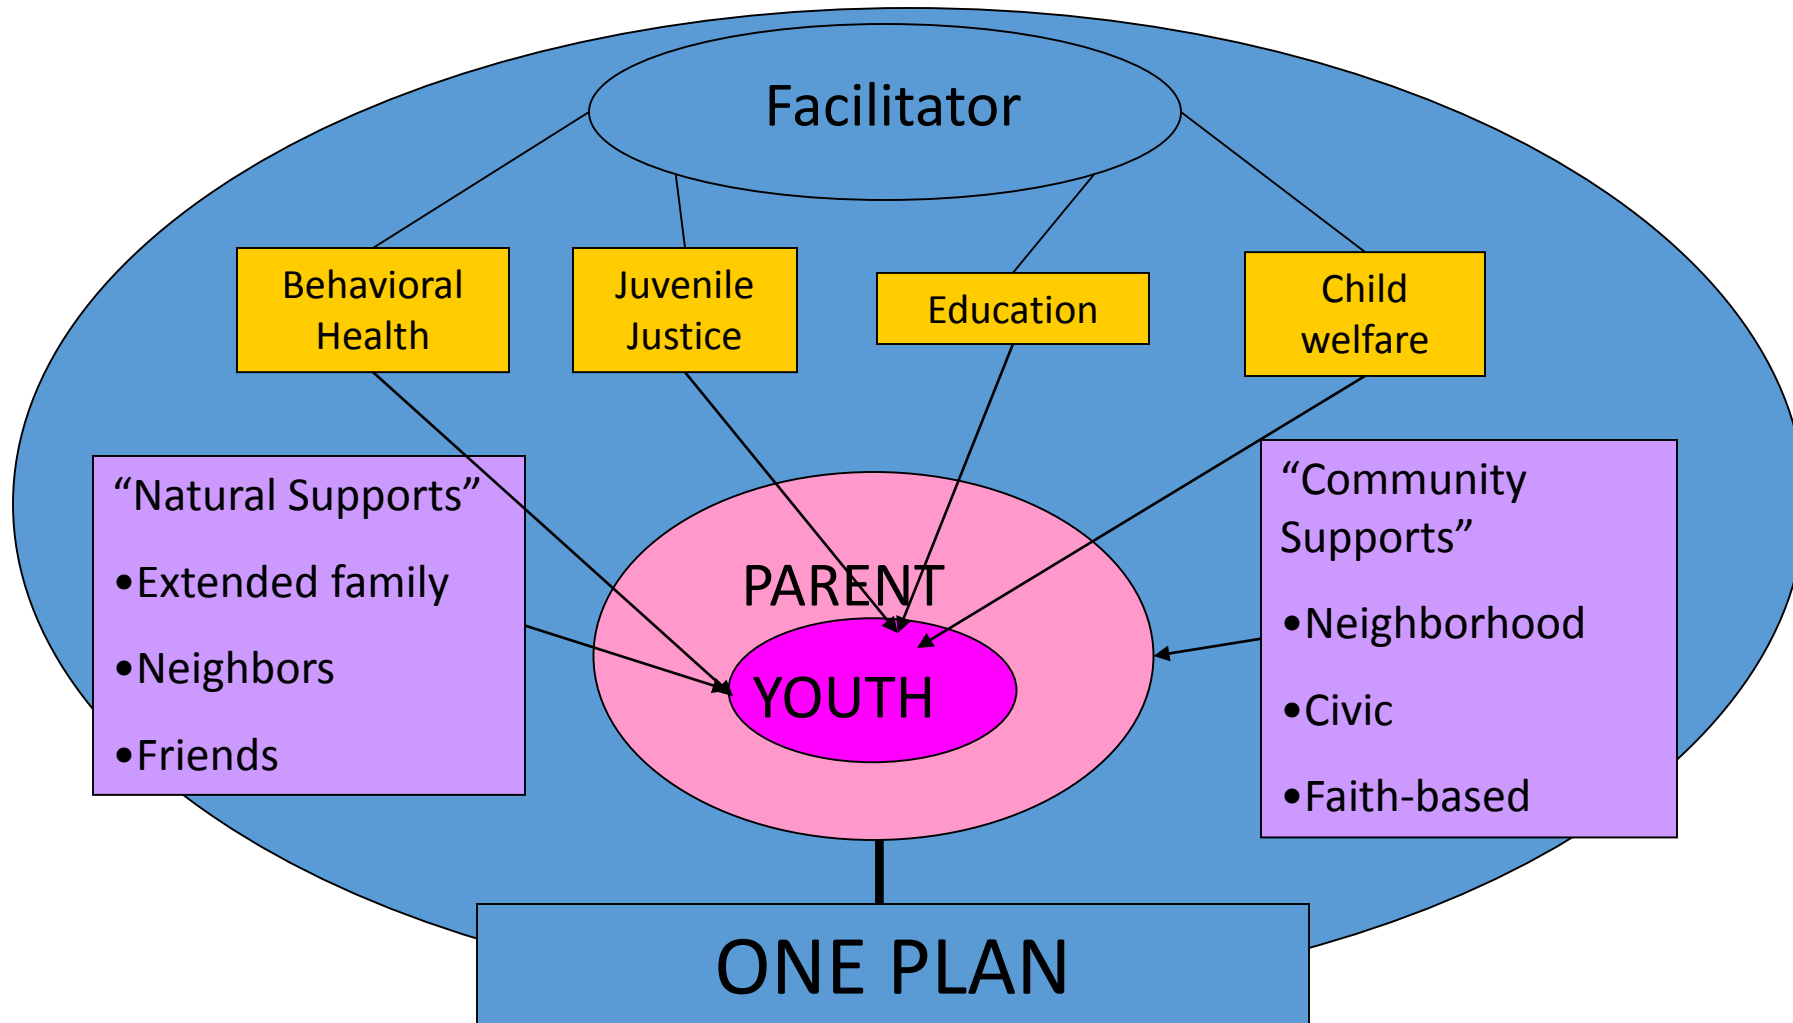 Facilitator
Behavioral
Health
Juvenile
Justice
Education
Child
welfare
“Natural Supports”
•Extended family
•Neighbors
•Friends
PARENT
YOUTH
“Community
Supports”
•Neighborhood
•Civic
•Faith-based
ONE PLAN